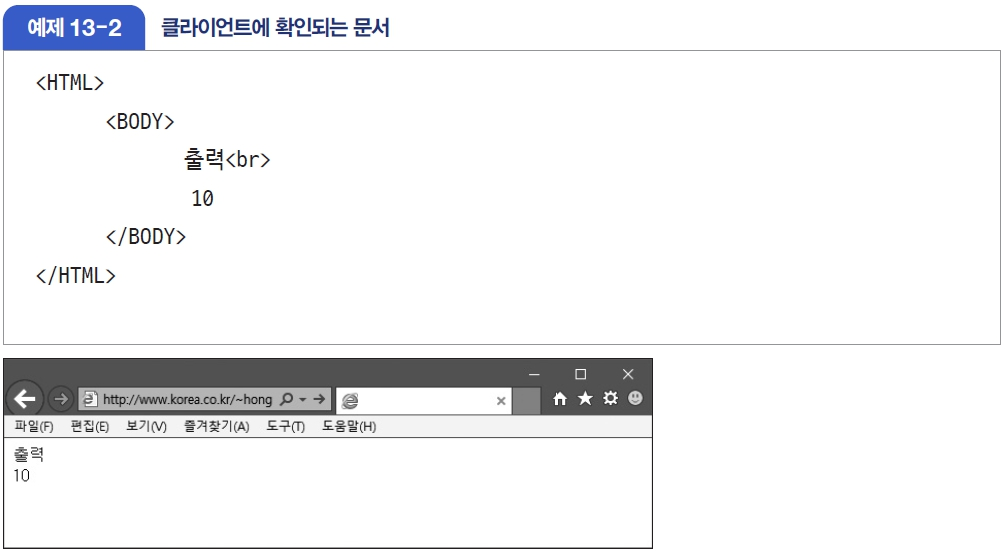 예제 13-2 클라이언트에 확인되는 문서
<HTML>
<BODY>
출력<br>
10
</BODY>
</HTML>
http://www.korea.co.kr/~hong
파일(F) 편집(E) 보기(V) 즐겨찾기(A) 도구(T) 도움말(H)
출력
10